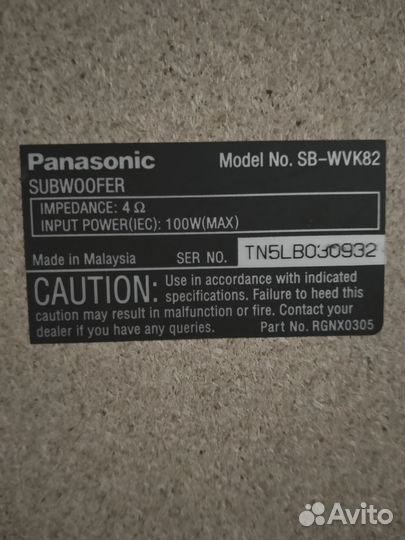 Panasonic Model No. SB-WVK82
SUBWOOFER
IMPEDANCE: 4 Ω
INPUT POWER(IEC): 100W(MAX)
Made in Malaysia SER NO. TN5LB030932
CAUTION: Use in accordance with indicated
specifications. Failure to heed this
caution may result in malfunction or fire. Contact your
dealer if you have any queries. Part No. RGNX0305
Avito